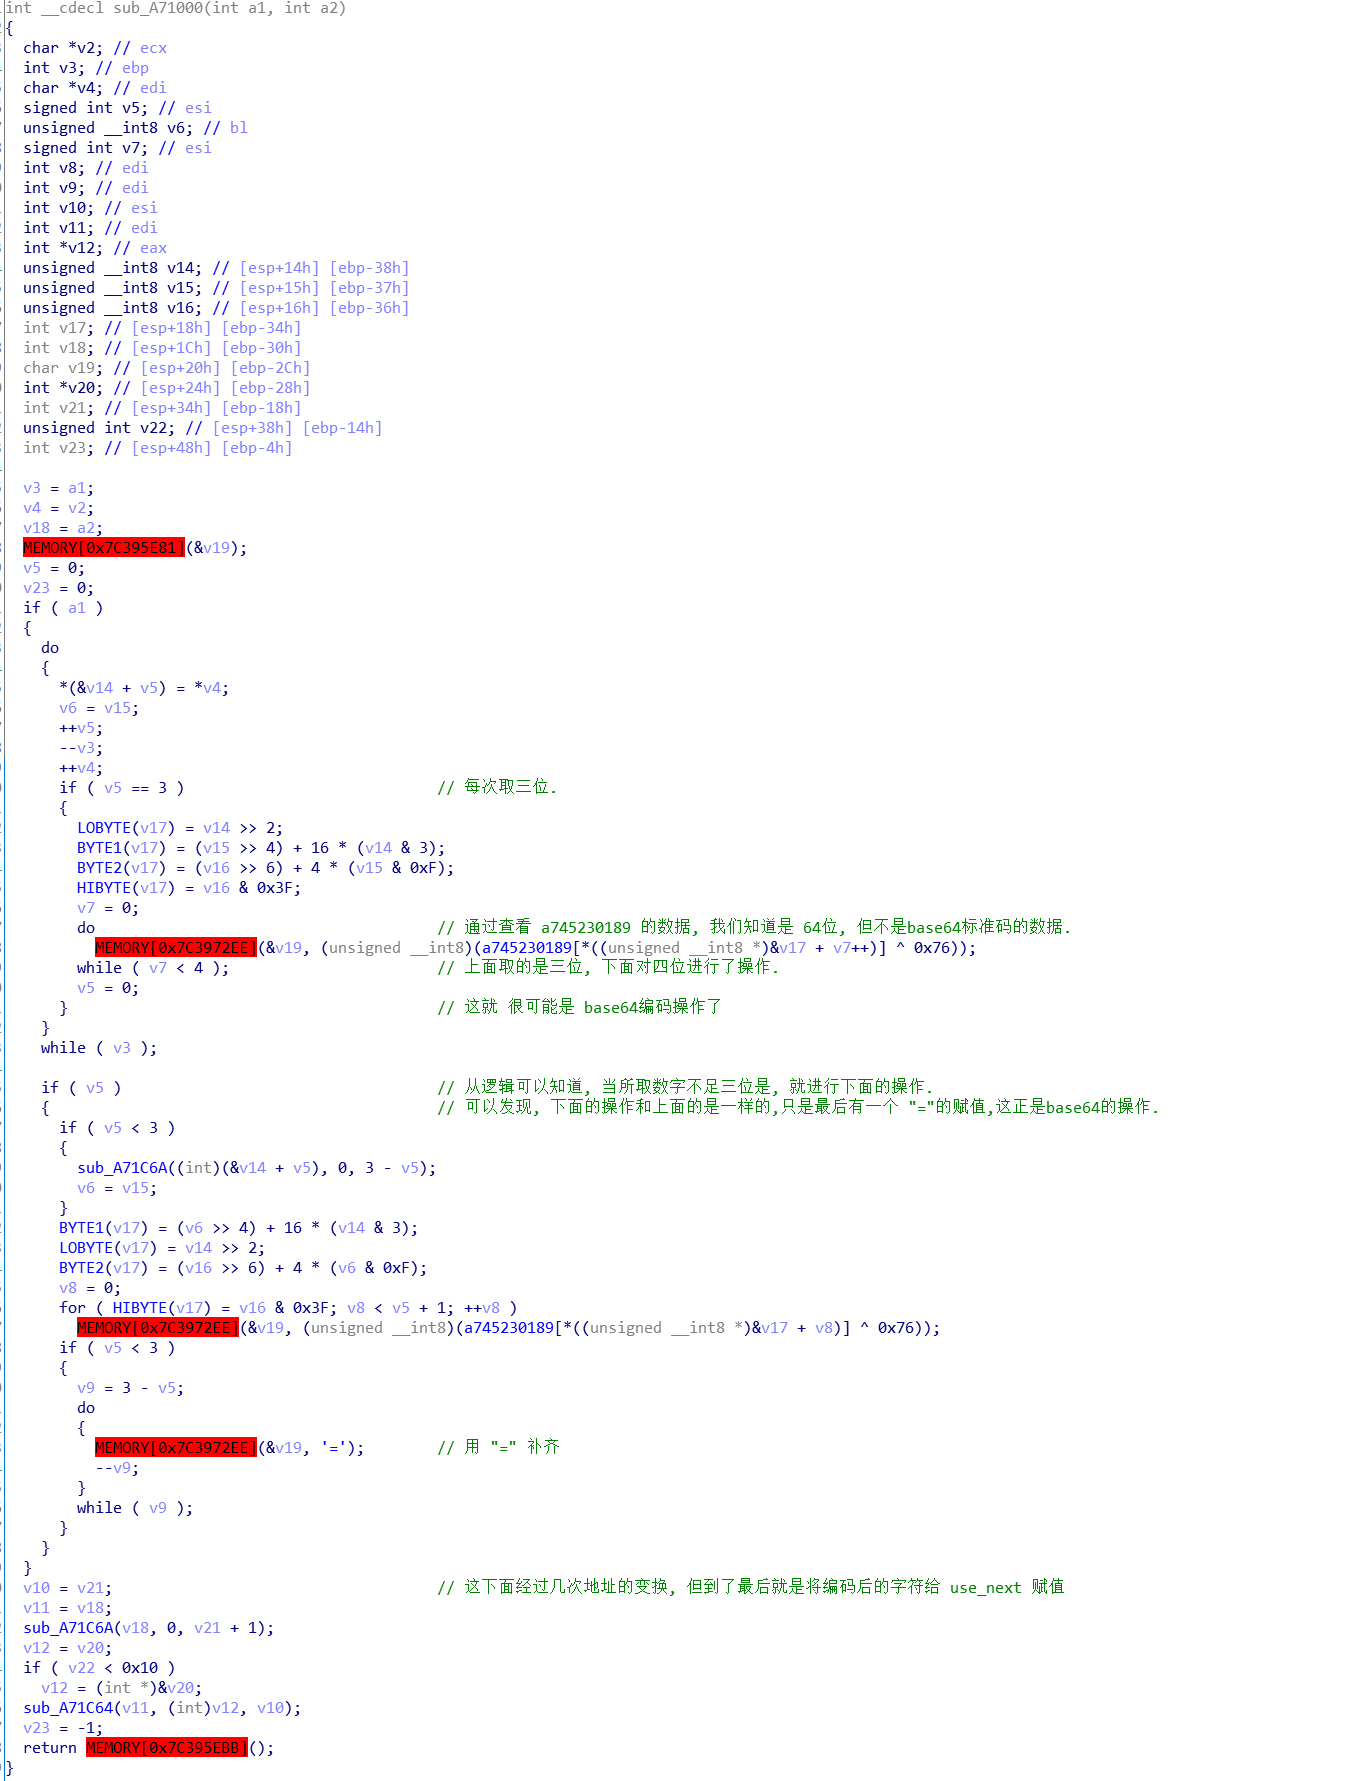 int __cdecl sub_A71000(int a1, int a2)
{
  char *v2; // ecx
  int v3; // ebp
  char *v4; // edi
  signed int v5; // esi
  unsigned __int8 v6; // bl
  signed int v7; // esi
  int v8; // edi
  int v9; // edi
  int v10; // esi
  int v11; // edi
  int *v12; // eax
  unsigned __int8 v14; // [esp+14h] [ebp-38h]
  unsigned __int8 v15; // [esp+15h] [ebp-37h]
  unsigned __int8 v16; // [esp+16h] [ebp-36h]
  int v17; // [esp+18h] [ebp-34h]
  int v18; // [esp+1Ch] [ebp-30h]
  char v19; // [esp+20h] [ebp-2Ch]
  int *v20; // [esp+24h] [ebp-28h]
  int v21; // [esp+34h] [ebp-18h]
  unsigned int v22; // [esp+38h] [ebp-14h]
  int v23; // [esp+48h] [ebp-4h]
  v3 = a1;
  v4 = v2;
  v18 = a2;
  MEMORY[0x7C395E81](&v19);
  v5 = 0;
  v23 = 0;
  if ( a1 )
  {
    do
    {
      *(&v14 + v5) = *v4;
      v6 = v15;
      ++v5;
      --v3;
      ++v4;
      if ( v5 == 3 ) // 每次取三位.
      {
        LOBYTE(v17) = v14 >> 2;
        BYTE1(v17) = (v15 >> 4) + 16 * (v14 & 3);
        BYTE2(v17) = (v16 >> 6) + 4 * (v15 & 0xF);
        HIBYTE(v17) = v16 & 0x3F;
        v7 = 0;
        do // 通过查看 a745230189 的数据, 我们知道是 64位, 但不是base64标准码的数据.
          MEMORY[0x7C3972EE](&v19, (unsigned __int8)(a745230189[*((unsigned __int8 *)&v17 + v7++)] ^ 0x76));
        while ( v7 < 4 ); // 上面取的是三位, 下面对四位进行了操作.
        v5 = 0;
      } // 这就 很可能是 base64编码操作了
    }
    while ( v3 );
    if ( v5 ) // 从逻辑可以知道, 当所取数字不足三位是, 就进行下面的操作.
    { // 可以发现, 下面的操作和上面的是一样的,只是最后有一个 "="的赋值,这正是base64的操作.
      if ( v5 < 3 )
      {
        sub_A71C6A((int)(&v14 + v5), 0, 3 - v5);
        v6 = v15;
      }
      BYTE1(v17) = (v6 >> 4) + 16 * (v14 & 3);
      LOBYTE(v17) = v14 >> 2;
      BYTE2(v17) = (v16 >> 6) + 4 * (v6 & 0xF);
      v8 = 0;
      for ( HIBYTE(v17) = v16 & 0x3F; v8 < v5 + 1; ++v8 )
        MEMORY[0x7C3972EE](&v19, (unsigned __int8)(a745230189[*((unsigned __int8 *)&v17 + v8)] ^ 0x76));
      if ( v5 < 3 )
      {
        v9 = 3 - v5;
        do
        {
          MEMORY[0x7C3972EE](&v19, '='); // 用 "=" 补齐
          --v9;
        }
        while ( v9 );
      }
    }
  }
  v10 = v21; // 这下面经过几次地址的变换, 但到了最后就是将编码后的字符给 use_next 赋值
  v11 = v18;
  sub_A71C6A(v18, 0, v21 + 1);
  v12 = v20;
  if ( v22 < 0x10 )
    v12 = (int *)&v20;
  sub_A71C64(v11, (int)v12, v10);
  v23 = -1;
  return MEMORY[0x7C395EBB]();
}